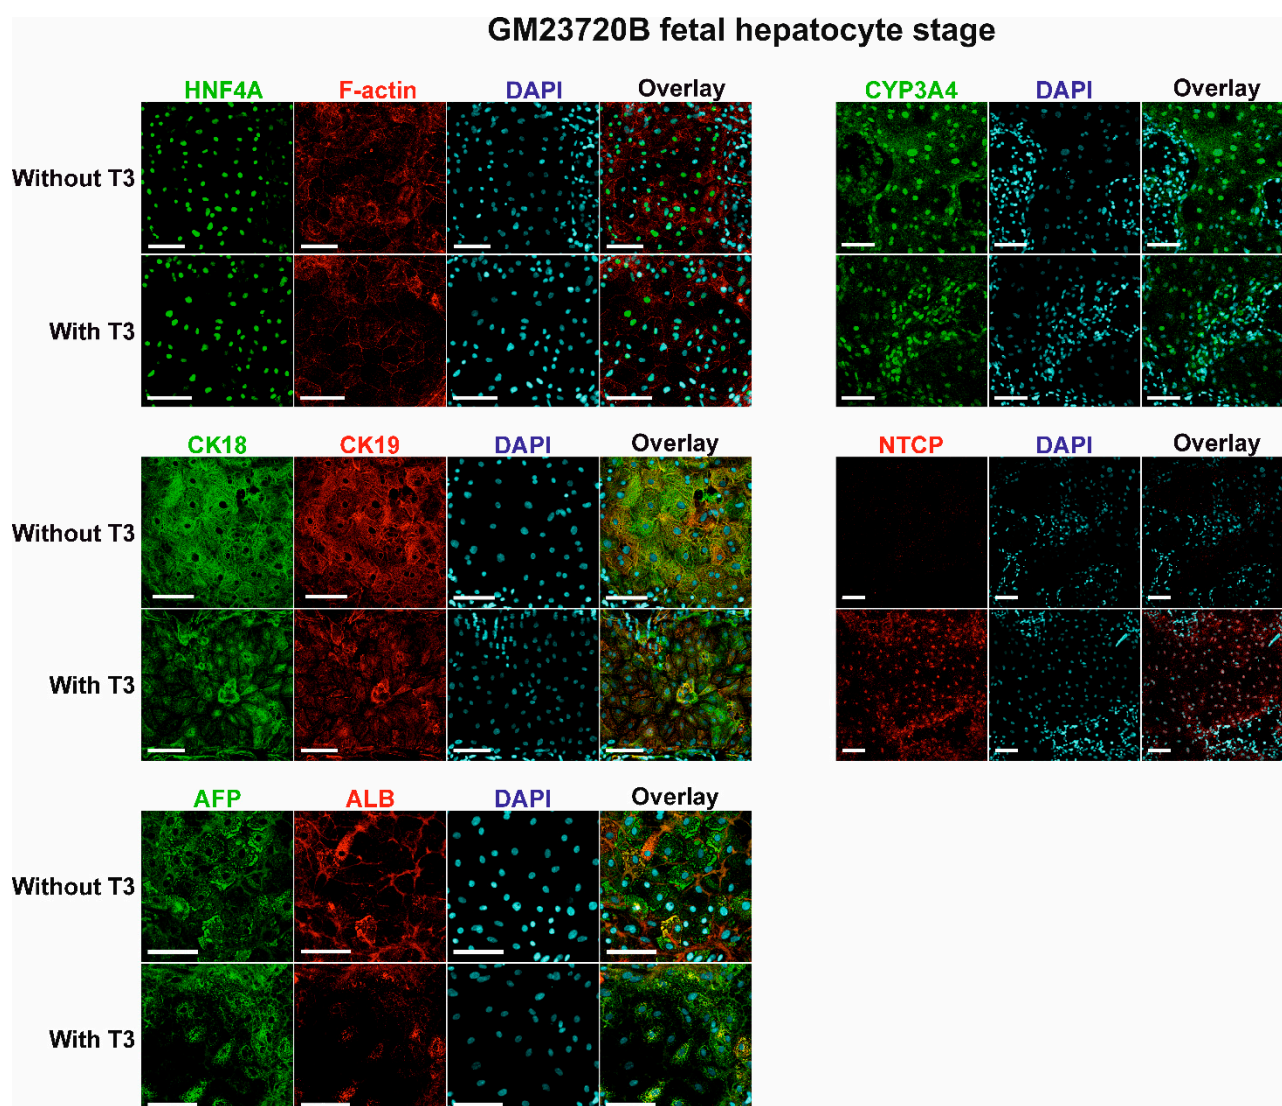 GM23720B fetal hepatocyte stage
HNF4A F-actin DAPI Overlay
Without T3
With T3
CYP3A4 DAPI Overlay
CK18 CK19 DAPI Overlay
Without T3
With T3
NTCP DAPI Overlay
AFP ALB DAPI Overlay
Without T3
With T3